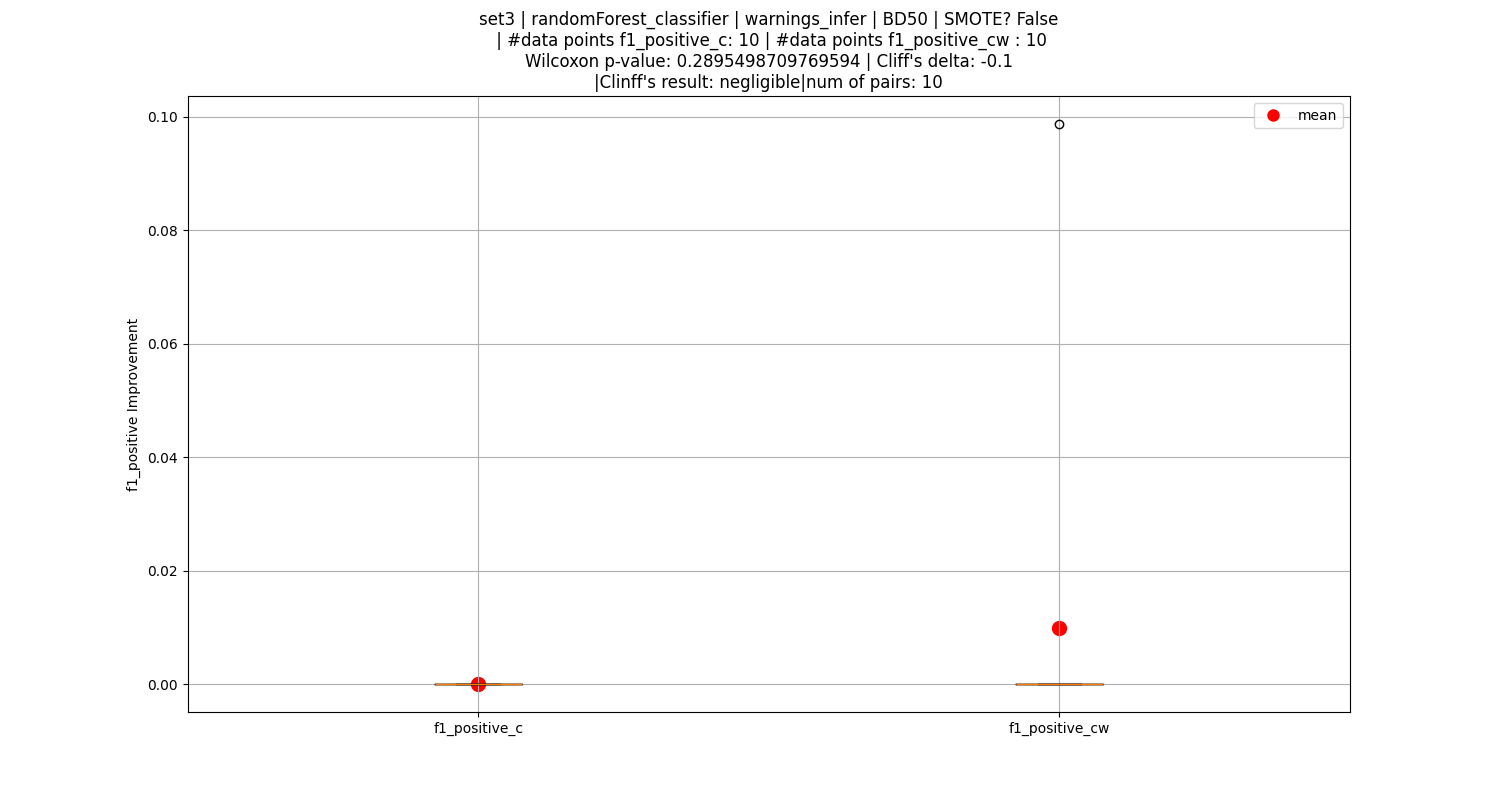 set3 | randomForest_classifier | warnings_infer | BD50 | SMOTE? False
| #data points f1_positive_c: 10 | #data points f1_positive_cw : 10
Wilcoxon p-value: 0.2895498709769594 | Cliff's delta: -0.1
|Clinff's result: negligible|num of pairs: 10
mean
f1_positive Improvement
0.10
0.08
0.06
0.04
0.02
0.00
f1_positive_c
f1_positive_cw